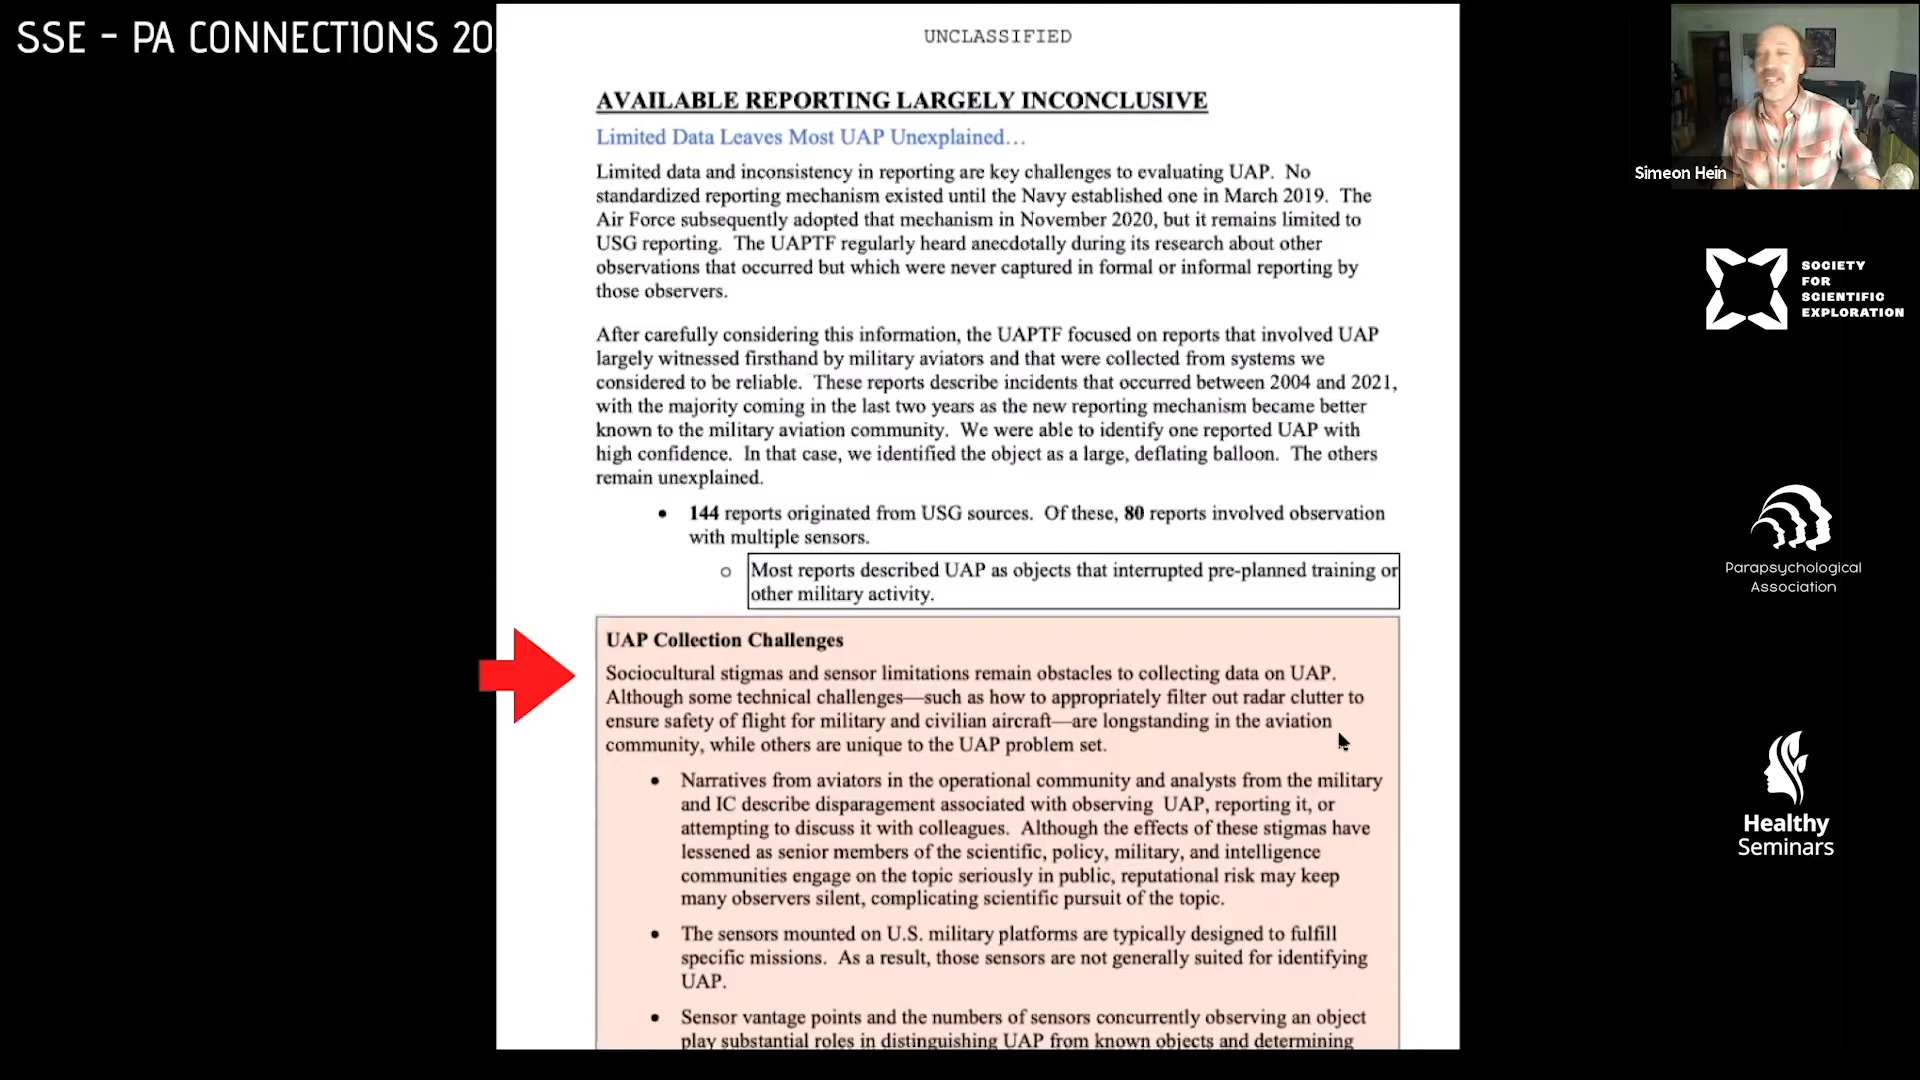 SSE - PA CONNECTIONS 20
UNCLASSIFIED
AVAILABLE REPORTING LARGELY INCONCLUSIVE
Limited Data Leaves Most UAP Unexplained…
Limited data and inconsistency in reporting are key challenges to evaluating UAP. No
standardized reporting mechanism existed until the Navy established one in March 2019. The
Air Force subsequently adopted that mechanism in November 2020, but it remains limited to
USG reporting. The UAPTF regularly heard anecdotally during its research about other
observations that occurred but which were never captured in formal or informal reporting by
those observers.
After carefully considering this information, the UAPTF focused on reports that involved UAP
largely witnessed firsthand by military aviators and that were collected from systems we
considered to be reliable. These reports describe incidents that occurred between 2004 and 2021,
with the majority coming in the last two years as the new reporting mechanism became better
known to the military aviation community. We were able to identify one reported UAP with
high confidence. In that case, we identified the object as a large, deflating balloon. The others
remain unexplained.
• 144 reports originated from USG sources. Of these, 80 reports involved observation
with multiple sensors.
o Most reports described UAP as objects that interrupted pre-planned training or
other military activity.
UAP Collection Challenges
Sociocultural stigmas and sensor limitations remain obstacles to collecting data on UAP.
Although some technical challenges—such as how to appropriately filter out radar clutter to
ensure safety of flight for military and civilian aircraft—are longstanding in the aviation
community, while others are unique to the UAP problem set.
• Narratives from aviators in the operational community and analysts from the military
and IC describe disparagement associated with observing UAP, reporting it, or
attempting to discuss it with colleagues. Although the effects of these stigmas have
lessened as senior members of the scientific, policy, military, and intelligence
communities engage on the topic seriously in public, reputational risk may keep
many observers silent, complicating scientific pursuit of the topic.
• The sensors mounted on U.S. military platforms are typically designed to fulfill
specific missions. As a result, those sensors are not generally suited for identifying
UAP.
• Sensor vantage points and the numbers of sensors concurrently observing an object
play substantial roles in distinguishing UAP from known objects and determining
Simeon Hein
SOCIETY
FOR
SCIENTIFIC
EXPLORATION
Parapsychological
Association
Healthy
Seminars